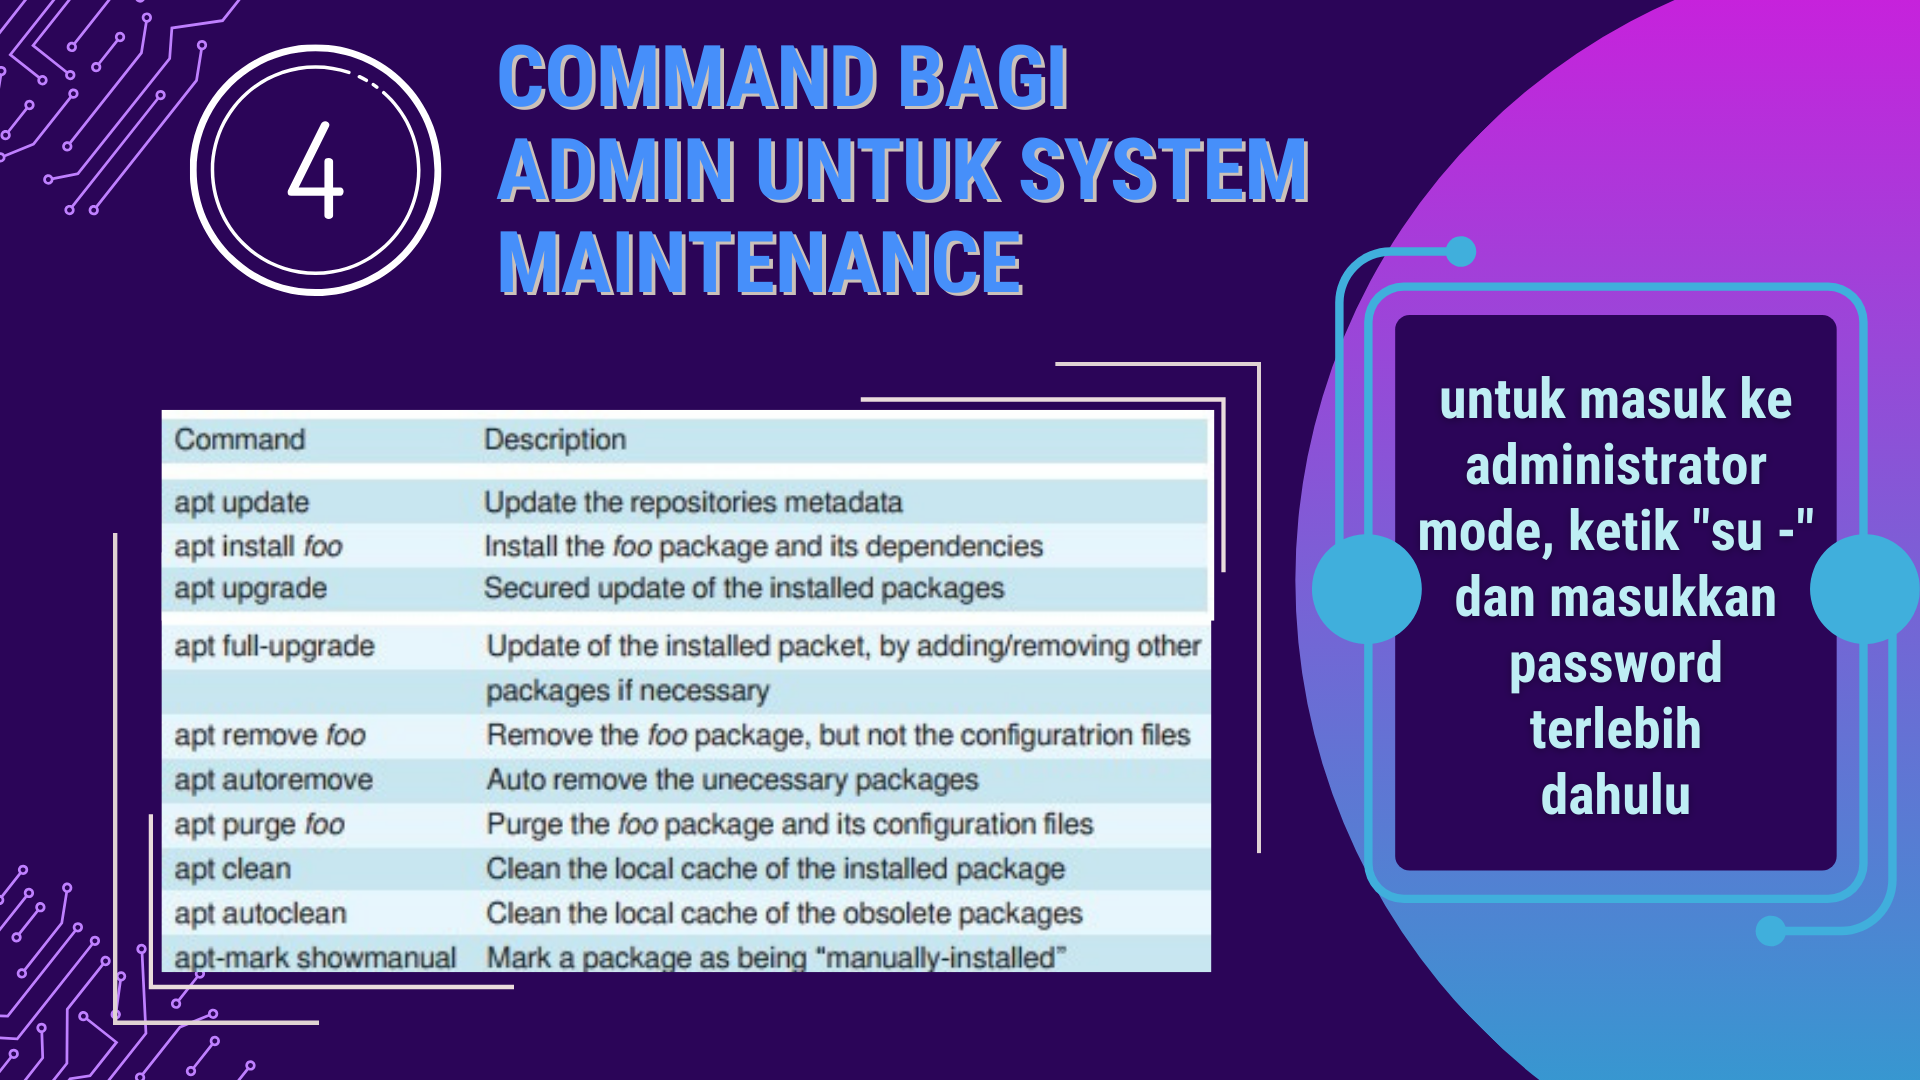 4
COMMAND BAGI
ADMIN UNTUK SYSTEM
MAINTENANCE
Command Description
apt update Update the repositories metadata
apt install foo Install the foo package and its dependencies
apt upgrade Secured update of the installed packages
apt full-upgrade Update of the installed packet, by adding/removing other
packages if necessary
apt remove foo Remove the foo package, but not the configuratrion files
apt autoremove Auto remove the unecessary packages
apt purge foo Purge the foo package and its configuration files
apt clean Clean the local cache of the installed package
apt autoclean Clean the local cache of the obsolete packages
apt-mark showmanual Mark a package as being “manually-installed”
untuk masuk ke
administrator
mode, ketik "su -"
dan masukkan
password
terlebih
dahulu